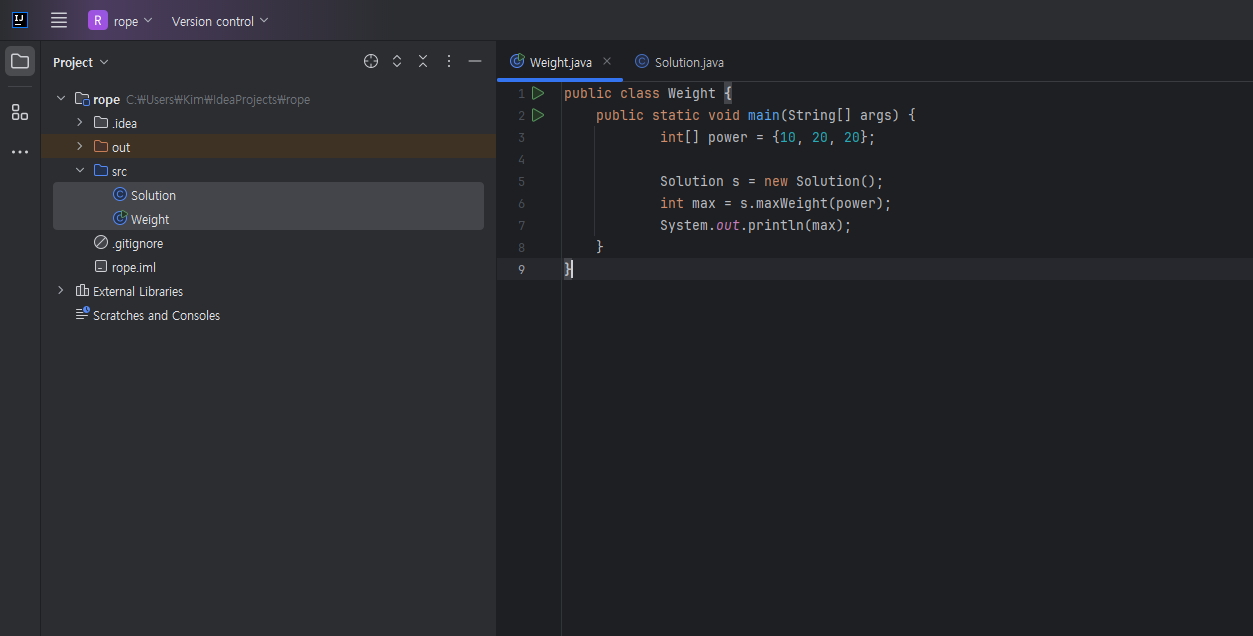 IJ R rope Version control
Project
Weight.java Solution.java
rope C:₩Users₩Kim₩IdeaProjects₩rope
.idea
out
src
Solution
Weight
.gitignore
rope.iml
External Libraries
Scratches and Consoles
1 public class Weight {
2 public static void main(String[] args) {
3 int[] power = {10, 20, 20};
4
5 Solution s = new Solution();
6 int max = s.maxWeight(power);
7 System.out.println(max);
8 }
9 }